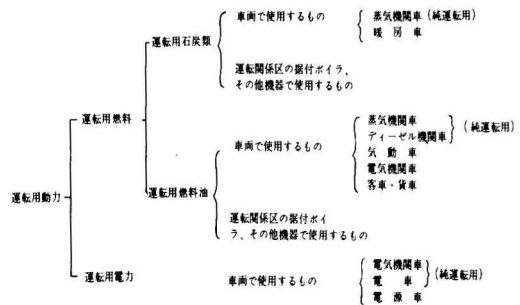 車両で使用するもの
蒸気機関車(純運転用)
暖房車
運転用石炭類
運転関係区の据付ボイラ、
その他機器で使用するもの
運転用燃料
車両で使用するもの
蒸気機関車
ディーゼル機関車
(純運転用)
気動車
電気機関車
客車・貨車
運転用燃料油
運転用動力
運転関係区の据付ボイ
ラ、その他機器で使用するもの
運転用電力
車両で使用するもの
電気機関車
電車
(純運転用)
電源車